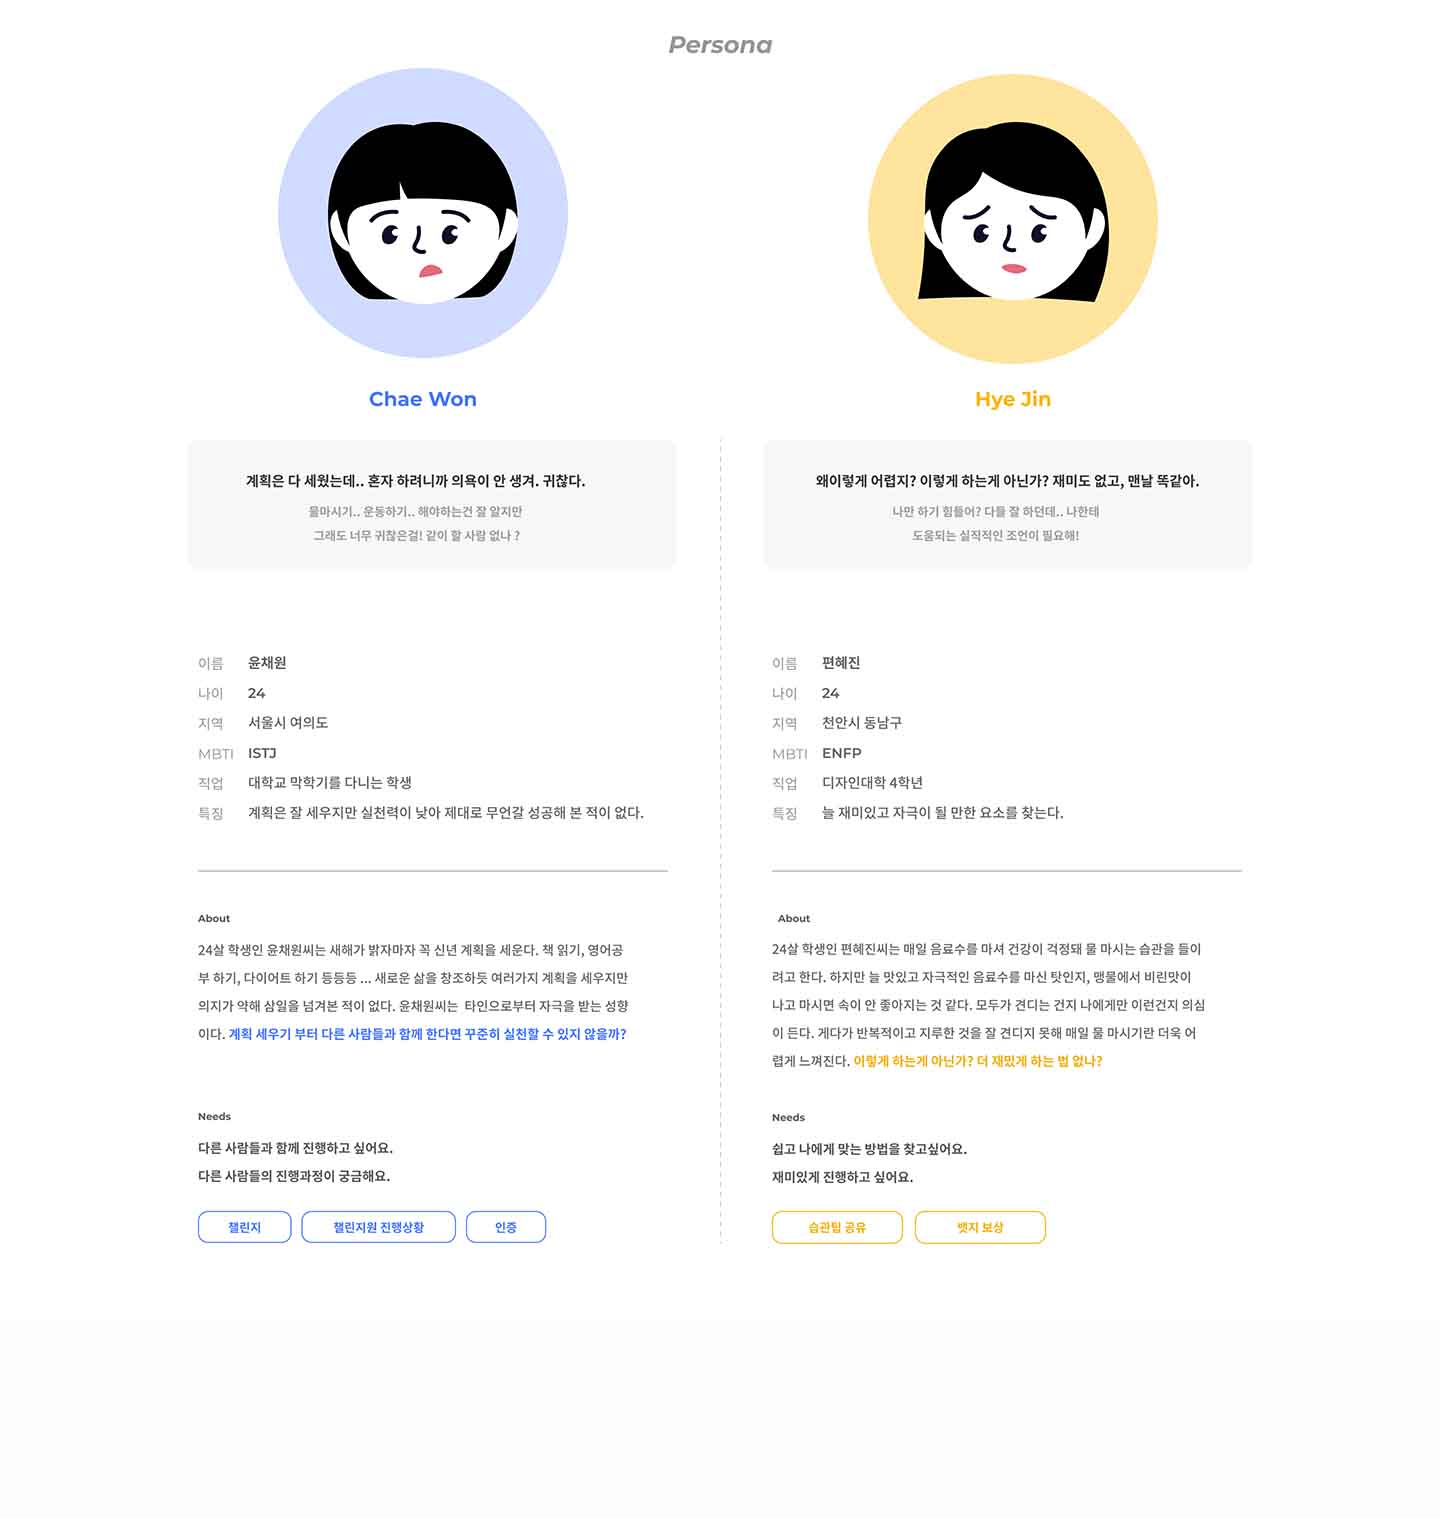 Persona
Chae Won
계획은 다 세웠는데.. 혼자 하려니까 의욕이 안 생겨. 귀찮다.
물마시기.. 운동하기.. 해야하는건 잘 알지만
그래도 너무 귀찮은걸! 같이 할 사람 없나 ?
이름 윤채원
나이 24
지역 서울시 여의도
MBTI ISTJ
직업 대학교 막학기를 다니는 학생
특징 계획은 잘 세우지만 실천력이 낮아 제대로 무언갈 성공해 본 적이 없다.
About
24살 학생인 윤채원씨는 새해가 밝자마자 꼭 신년 계획을 세운다. 책 읽기, 영어공
부 하기, 다이어트 하기 등등등 ... 새로운 삶을 창조하듯 여러가지 계획을 세우지만
의지가 약해 삼일을 넘겨본 적이 없다. 윤채원씨는 타인으로부터 자극을 받는 성향
이다. 계획 세우기 부터 다른 사람들과 함께 한다면 꾸준히 실천할 수 있지 않을까?
Needs
다른 사람들과 함께 진행하고 싶어요.
다른 사람들의 진행과정이 궁금해요.
챌린지 챌린지원 진행상황 인증
Hye Jin
왜이렇게 어렵지? 이렇게 하는게 아닌가? 재미도 없고, 맨날 똑같아.
나만 하기 힘들어? 다들 잘 하던데.. 나한테
도움되는 실직적인 조언이 필요해!
이름 편혜진
나이 24
지역 천안시 동남구
MBTI ENFP
직업 디자인대학 4학년
특징 늘 재미있고 자극이 될 만한 요소를 찾는다.
About
24살 학생인 편혜진씨는 매일 음료수를 마셔 건강이 걱정돼 물 마시는 습관을 들이
려고 한다. 하지만 늘 맛있고 자극적인 음료수를 마신 탓인지, 맹물에서 비린맛이
나고 마시면 속이 안 좋아지는 것 같다. 모두가 견디는 건지 나에게만 이런건지 의심
이 든다. 게다가 반복적이고 지루한 것을 잘 견디지 못해 매일 물 마시기란 더욱 어
렵게 느껴진다. 이렇게 하는게 아닌가? 더 재밌게 하는 법 없나?
Needs
쉽고 나에게 맞는 방법을 찾고싶어요.
재미있게 진행하고 싶어요.
습관팁 공유 뱃지 보상